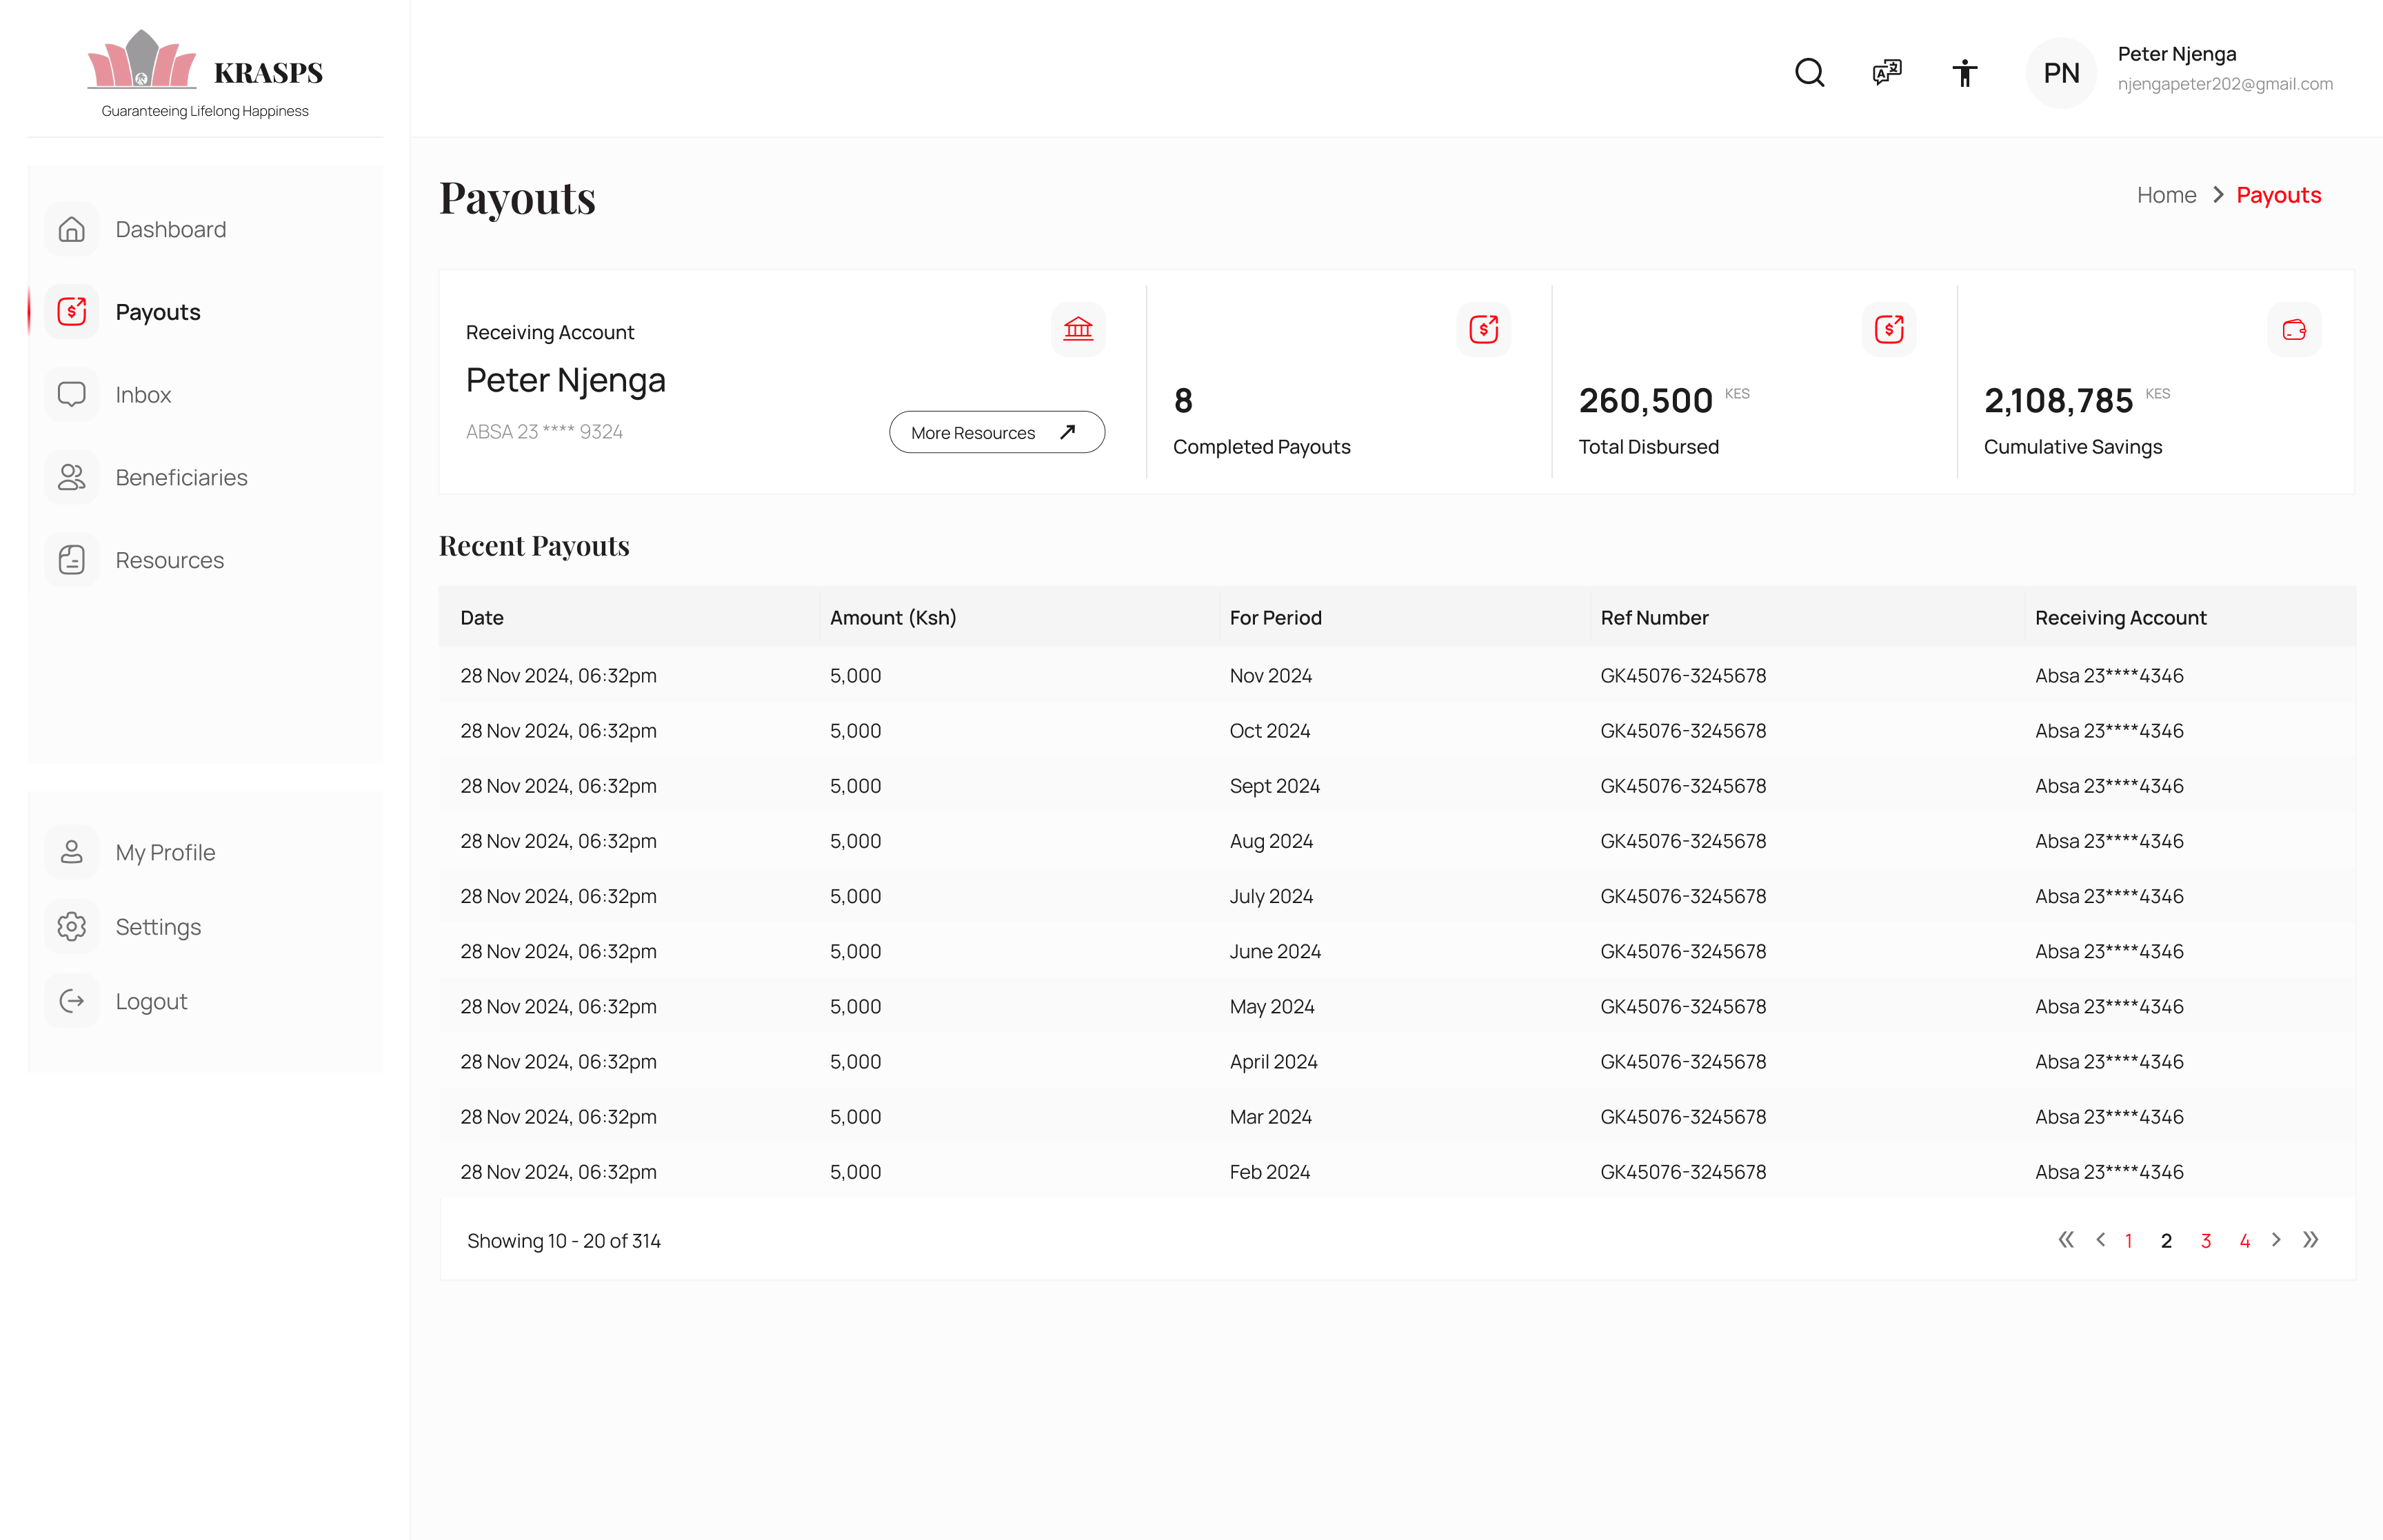 KRASPS
Guaranteeing Lifelong Happiness
PN
Peter Njenga
njengapeter202@gmail.com
Dashboard
Payouts
Inbox
Beneficiaries
Resources
My Profile
Settings
Logout
Payouts
Home > Payouts
Receiving Account
Peter Njenga
ABSA 23 **** 9324
More Resources
8
Completed Payouts
260,500 KES
Total Disbursed
2,108,785 KES
Cumulative Savings
Recent Payouts
Date Amount (Ksh) For Period Ref Number Receiving Account
28 Nov 2024, 06:32pm 5,000 Nov 2024 GK45076-3245678 Absa 23****4346
28 Nov 2024, 06:32pm 5,000 Oct 2024 GK45076-3245678 Absa 23****4346
28 Nov 2024, 06:32pm 5,000 Sept 2024 GK45076-3245678 Absa 23****4346
28 Nov 2024, 06:32pm 5,000 Aug 2024 GK45076-3245678 Absa 23****4346
28 Nov 2024, 06:32pm 5,000 July 2024 GK45076-3245678 Absa 23****4346
28 Nov 2024, 06:32pm 5,000 June 2024 GK45076-3245678 Absa 23****4346
28 Nov 2024, 06:32pm 5,000 May 2024 GK45076-3245678 Absa 23****4346
28 Nov 2024, 06:32pm 5,000 April 2024 GK45076-3245678 Absa 23****4346
28 Nov 2024, 06:32pm 5,000 Mar 2024 GK45076-3245678 Absa 23****4346
28 Nov 2024, 06:32pm 5,000 Feb 2024 GK45076-3245678 Absa 23****4346
Showing 10 - 20 of 314
« < 1 2 3 4 > »